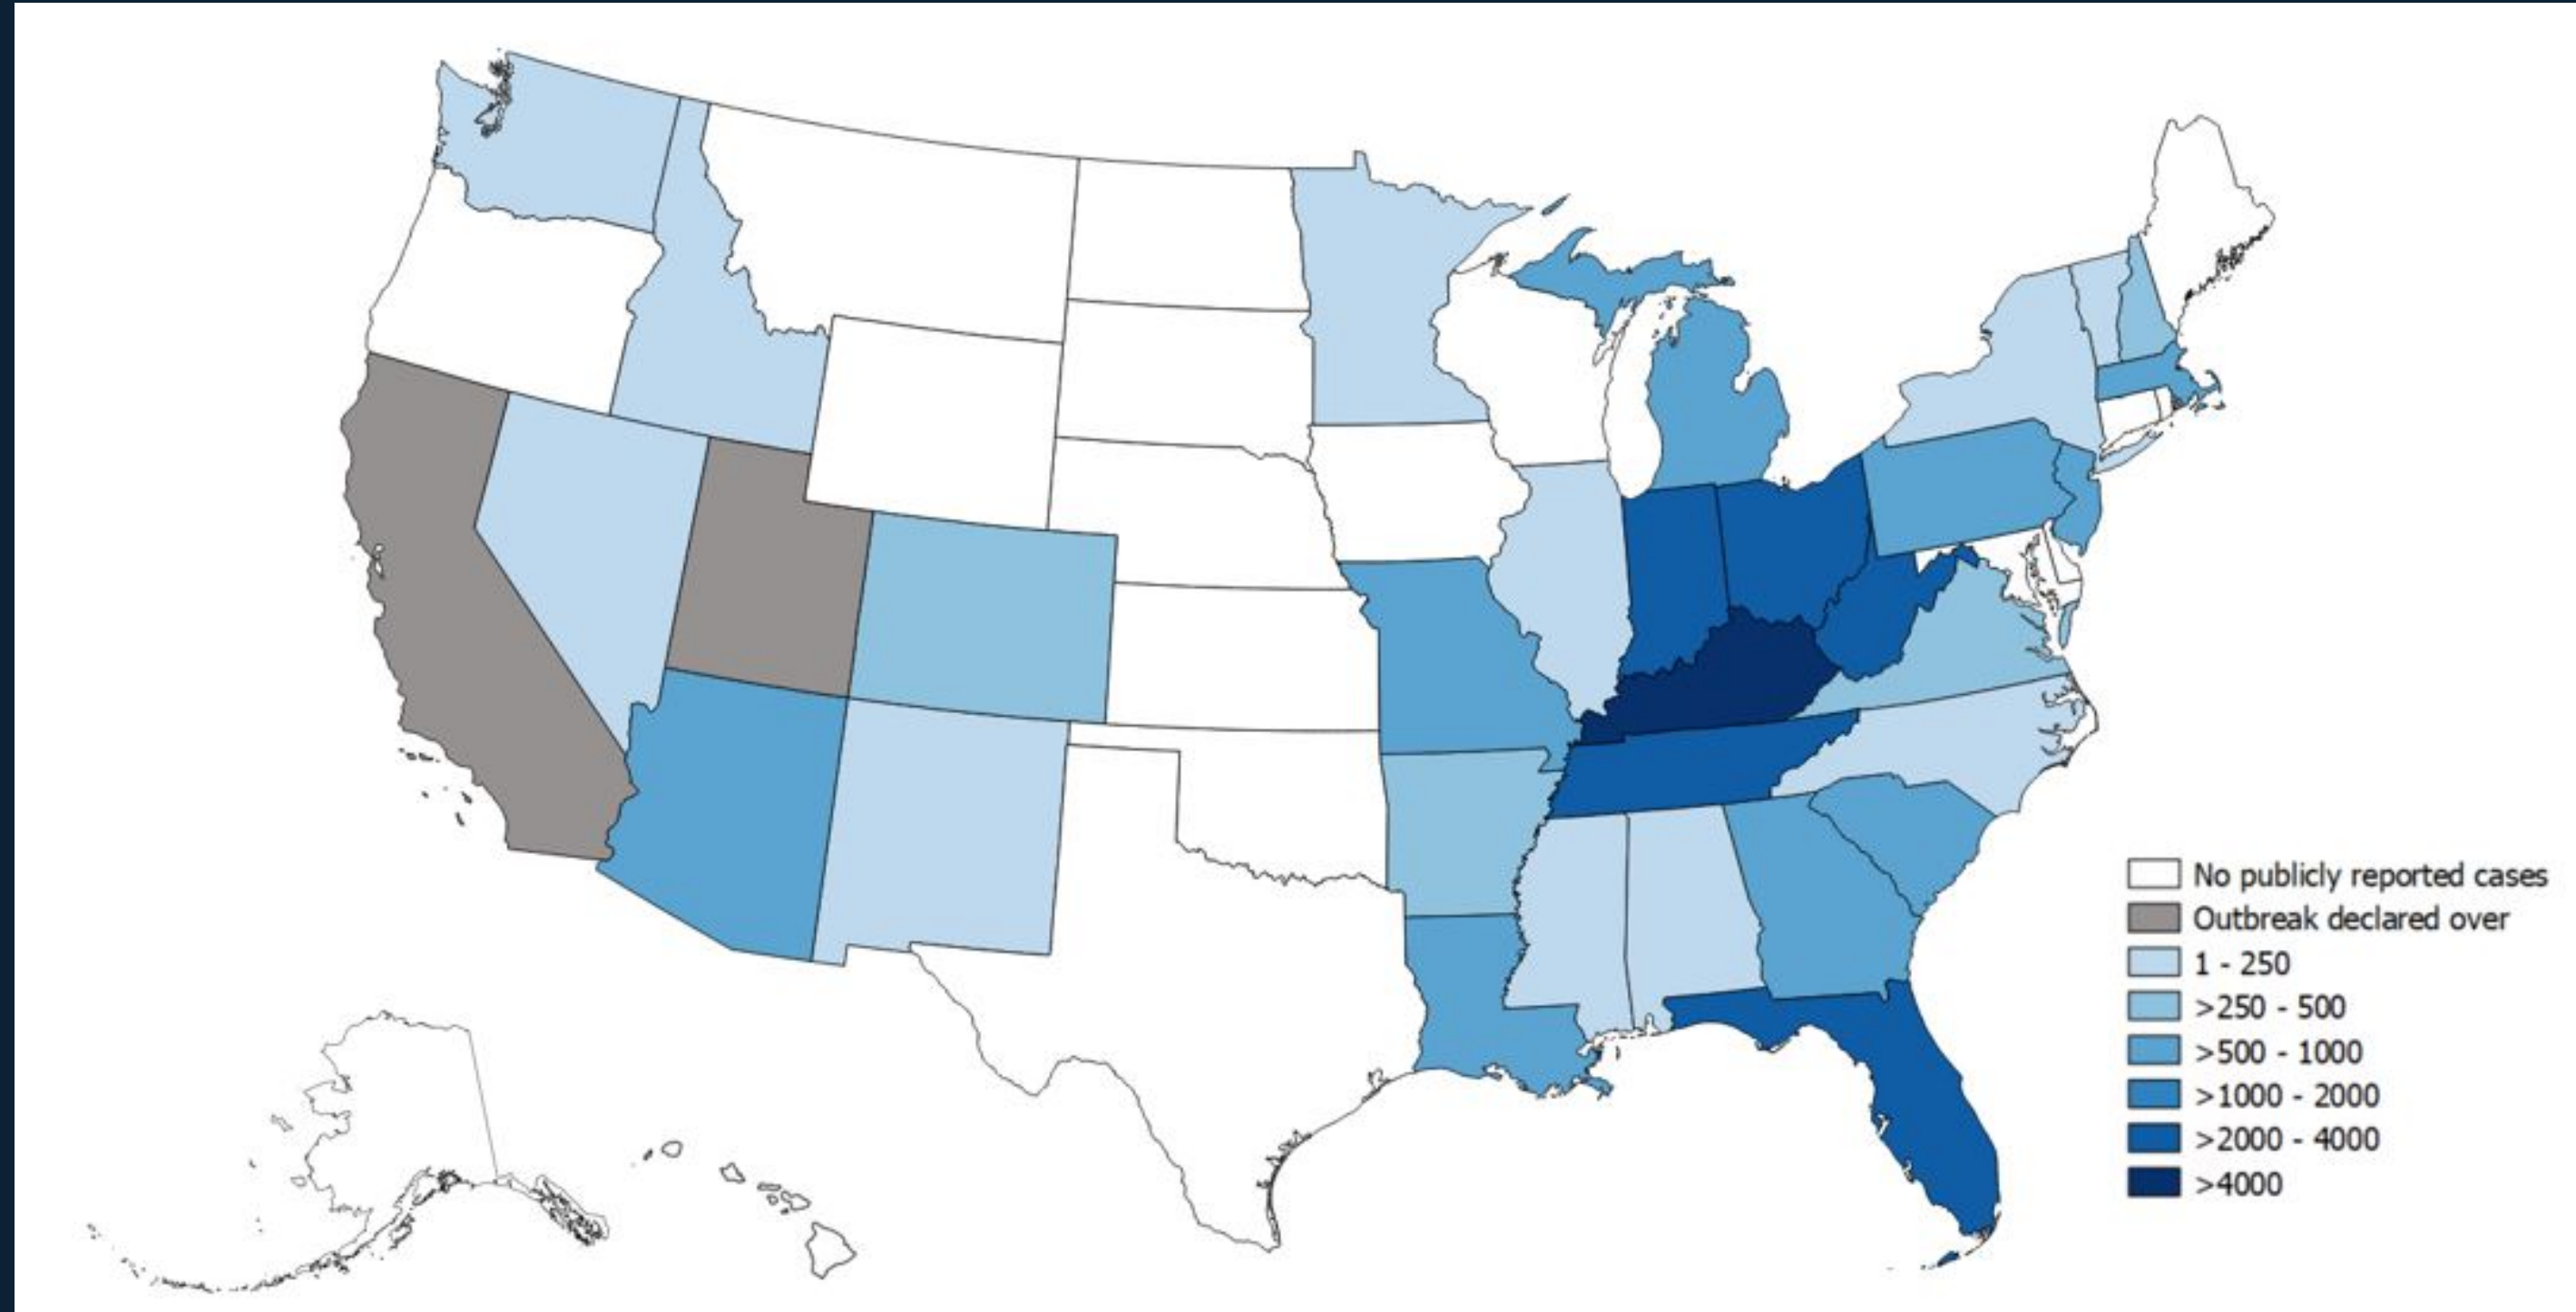 No publicly reported cases
Outbreak declared over
1 - 250
>250 - 500
>500 - 1000
>1000 - 2000
>2000 - 4000
>4000